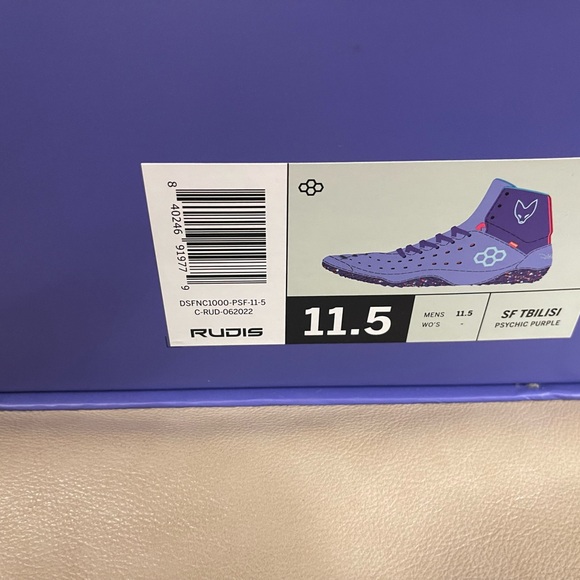 8 40246 91977 9
DSFNC1000-PSF-11-5
C-RUD-062022
RUDIS
11.5
MENS 11.5
WO'S -
SF TBILISI
PSYCHIC PURPLE